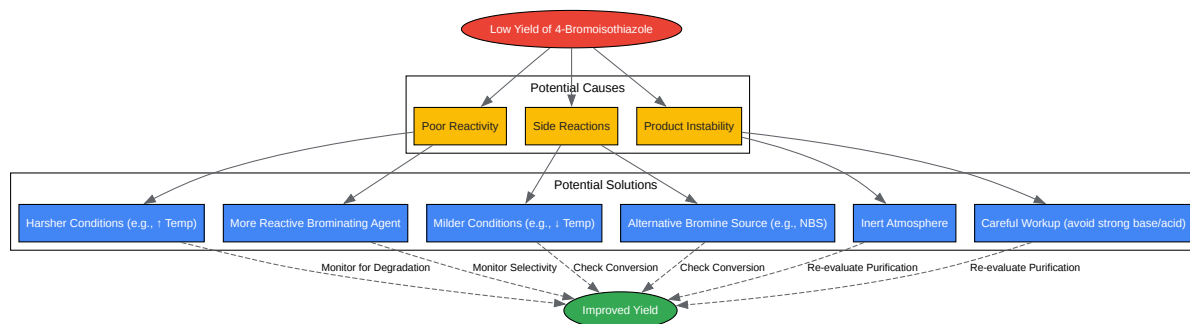 Low Yield of 4-Bromoisothiazole
Potential Causes
Poor Reactivity
Side Reactions
Product Instability
Potential Solutions
Harsher Conditions (e.g., ↑ Temp)
More Reactive Brominating Agent
Milder Conditions (e.g., ↓ Temp)
Alternative Bromine Source (e.g., NBS)
Inert Atmosphere
Careful Workup (avoid strong base/acid)
Monitor for Degradation
Monitor Selectivity
Check Conversion
Check Conversion
Re-evaluate Purification
Re-evaluate Purification
Improved Yield